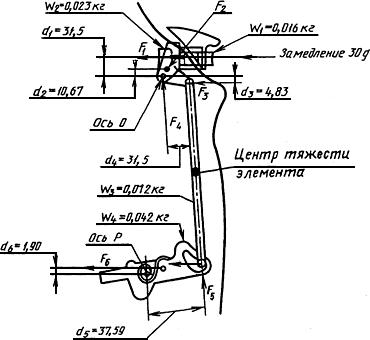 W₂=0,023 кг
F₂
W₁=0,016 кг
d₁=31,5
F₁
Замедление 30g
d₂=10,67
F₃
d₃=4,83
Ось О
F₄
d₄=31,5
Центр тяжести
элемента
W₃=0,012 кг
W₄=0,042 кг
d₆=1,90
Ось Р
F₆
F₅
d₅=37,59